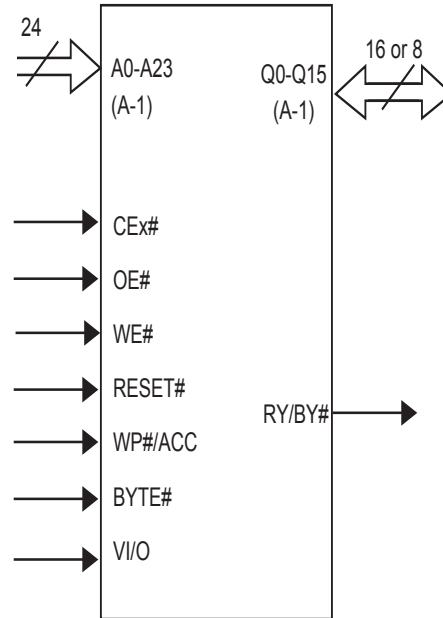 24
16 or 8
A0-A23
(A-1)
Q0-Q15
(A-1)
CEx#
OE#
WE#
RESET#
RY/BY#
WP#/ACC
BYTE#
VI/O